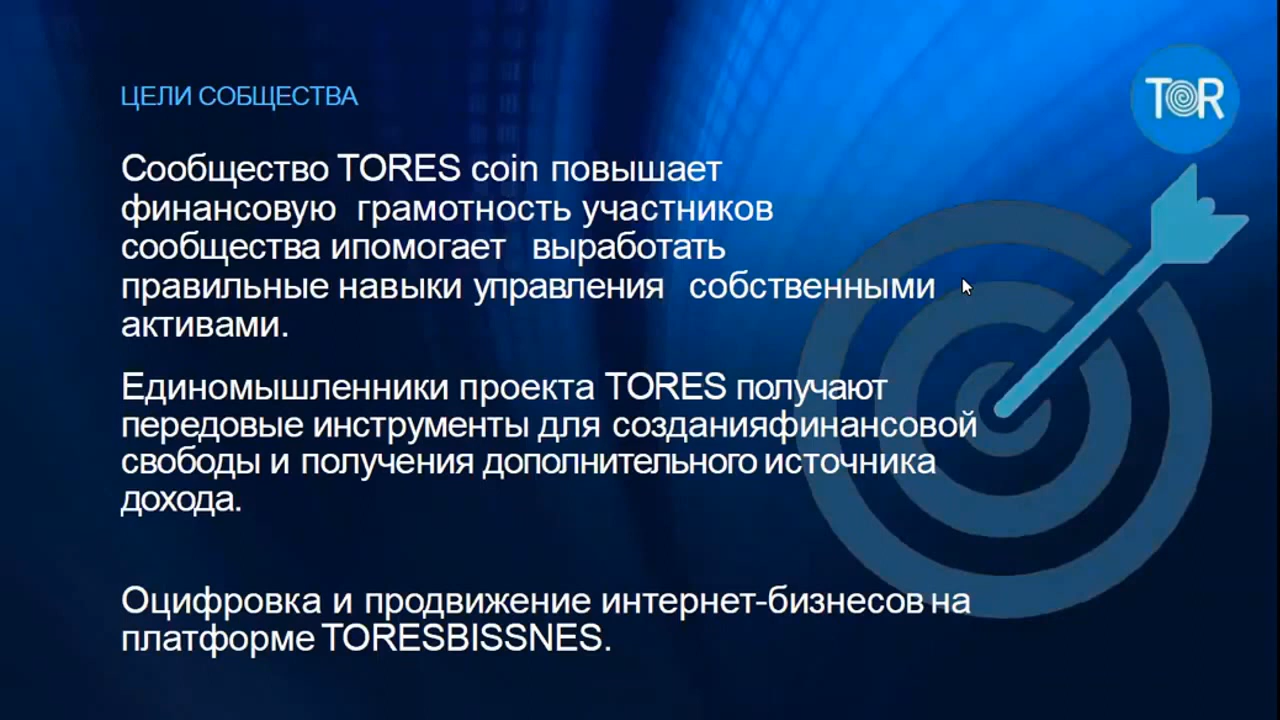 ЦЕЛИ СОБЩЕСТВА
TOR
Сообщество TORES coin повышает
финансовую грамотность участников
сообщества ипомогает выработать
правильные навыки управления собственными
активами.
Единомышленники проекта TORES получают
передовые инструменты для созданияфинансовой
свободы и получения дополнительного источника
дохода.
Оцифровка и продвижение интернет-бизнесов на
платформе TORESBISSNES.